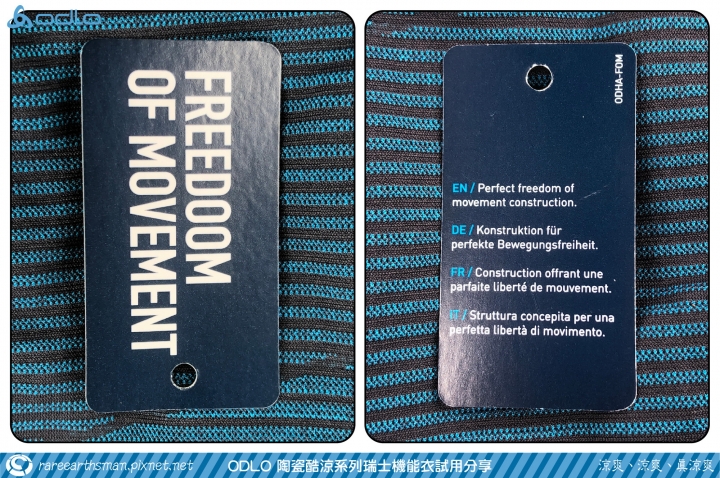 ODLO
FREEDOOM
OF MOVEMENT
ODHA-FOM
EN / Perfect freedom of
movement construction.
DE / Konstruktion für
perfekte Bewegungsfreiheit.
FR / Construction offrant une
parfaite liberté de mouvement.
IT / Struttura concepita per una
perfetta libertà di movimento.
rareearthsman.pixnet.net
ODLO 陶瓷酷涼系列瑞士機能衣試用分享
涼爽、涼爽、真涼爽